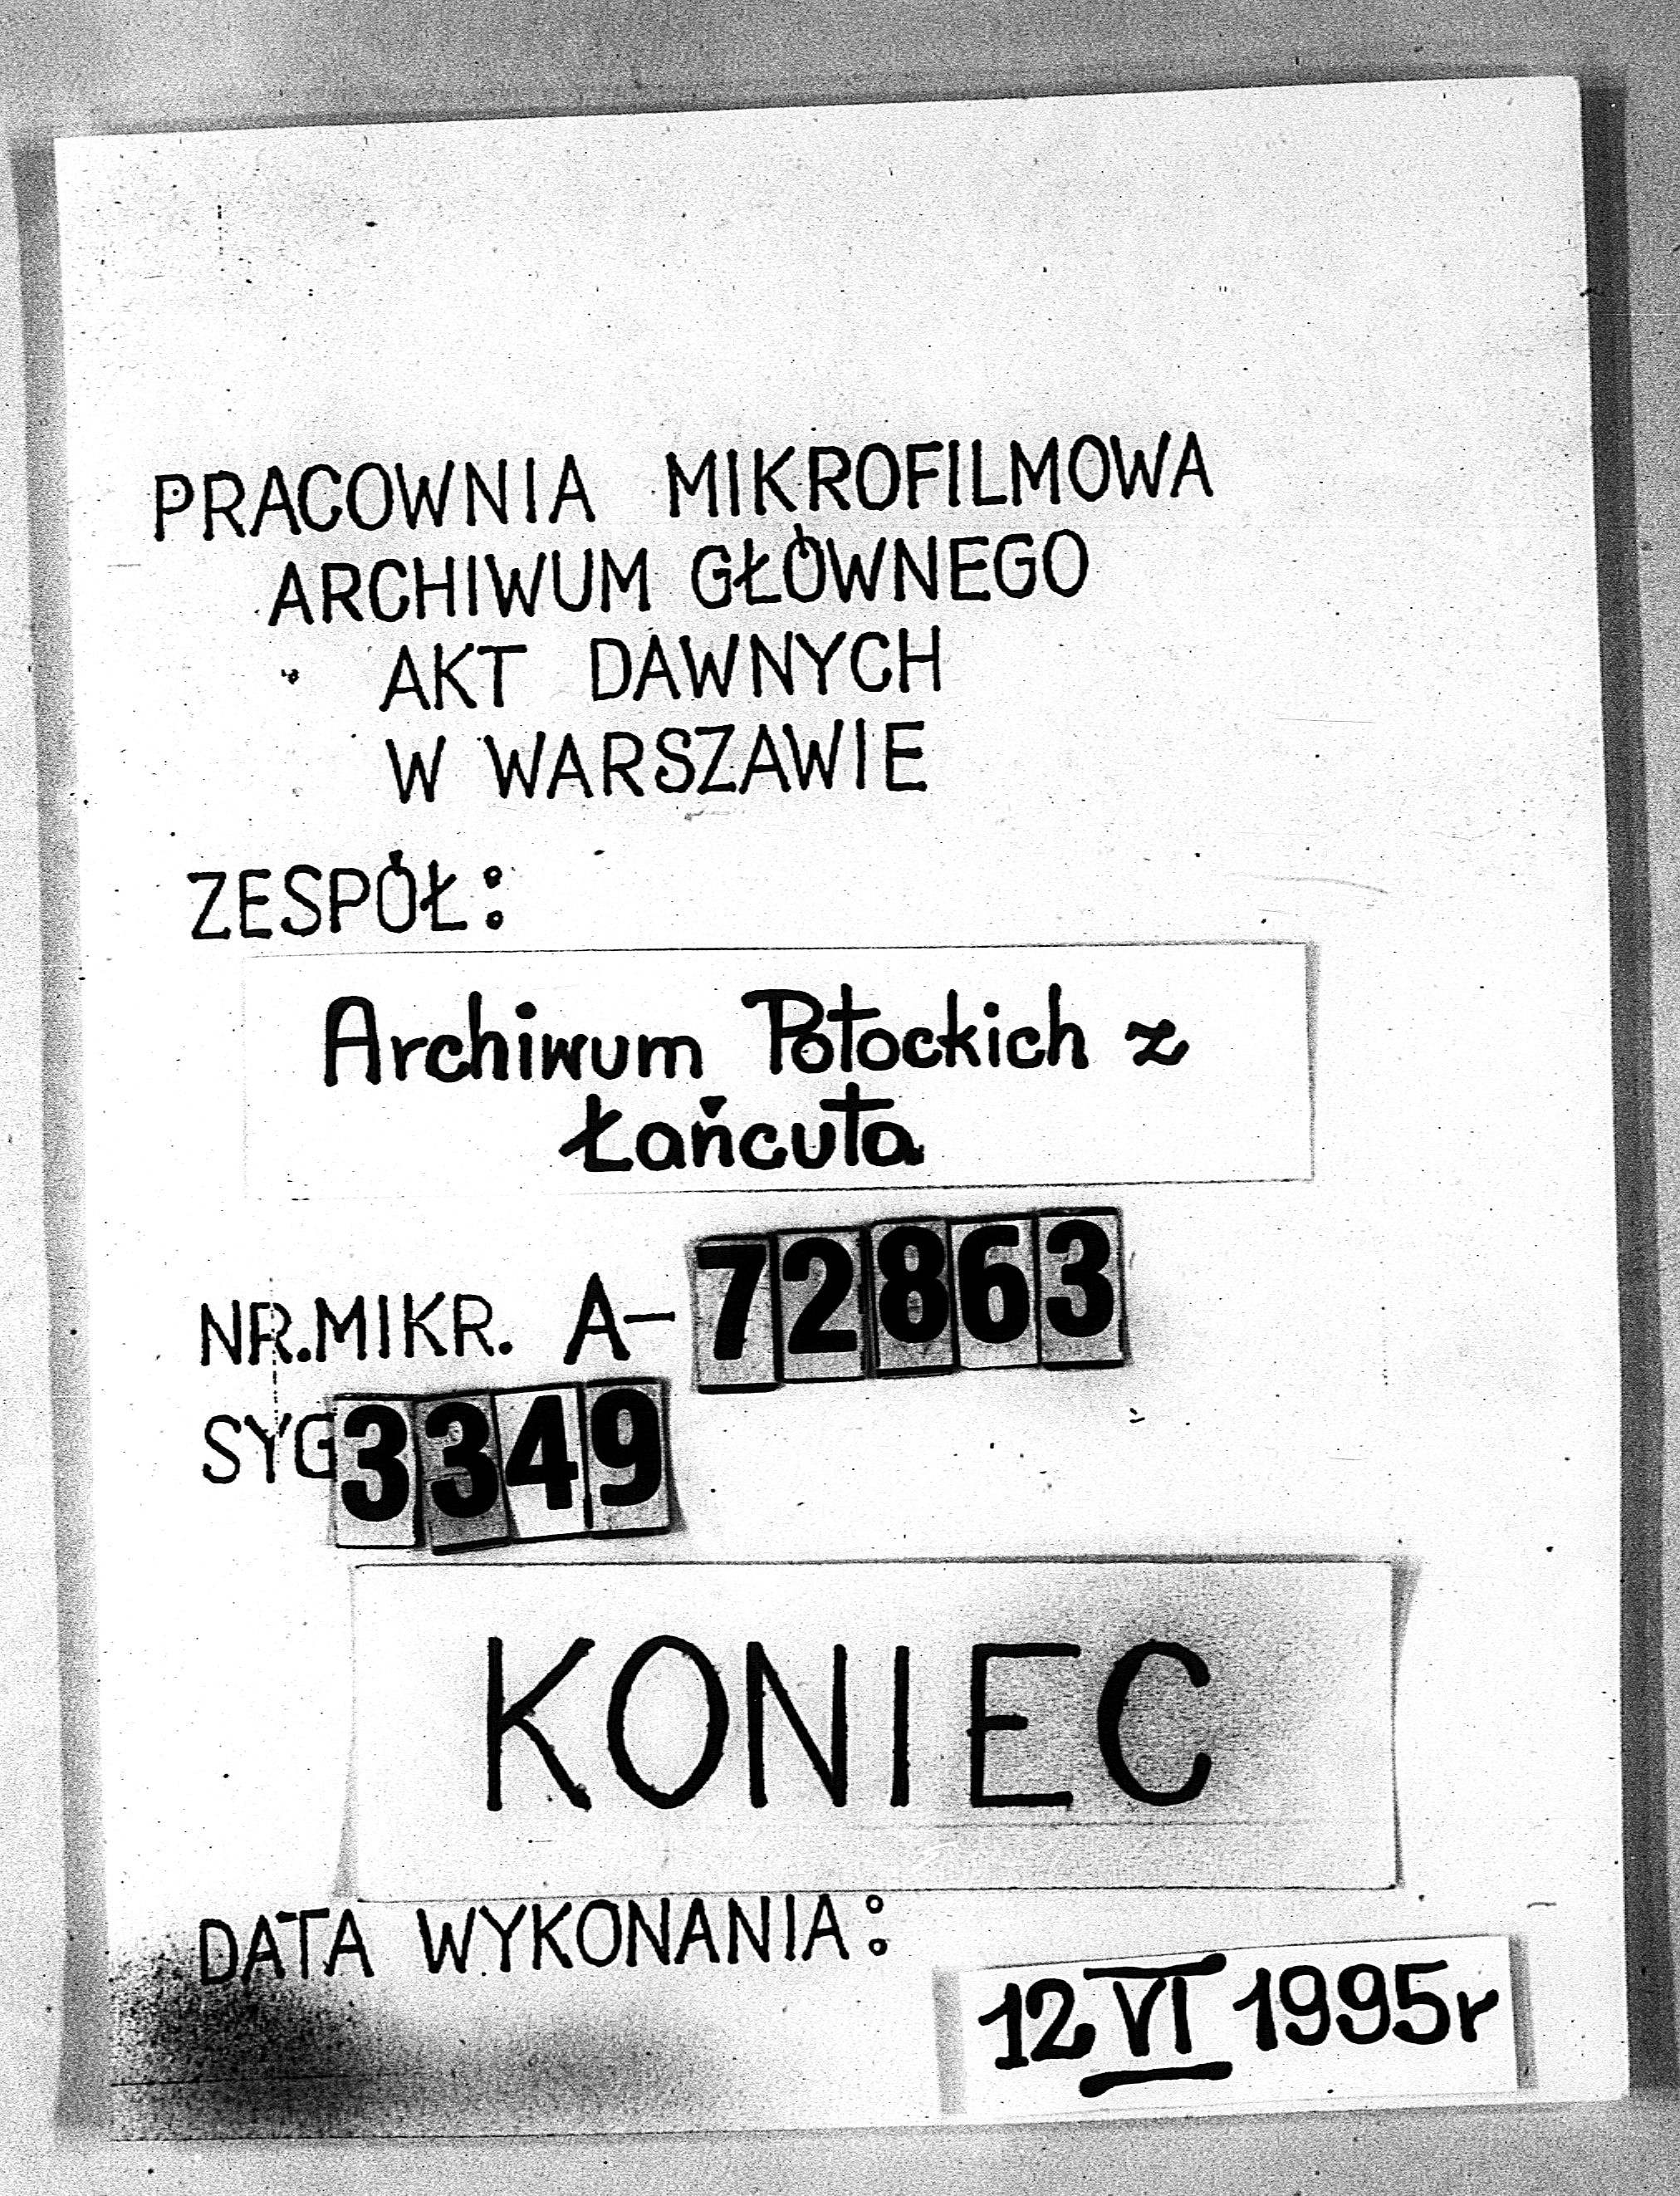 PRACOWNIA MIKROFILMOWA
ARCHIWUM GŁÓWNEGO
AKT DAWNYCH
W WARSZAWIE
ZESPÓŁ:
Archiwum Potockich z
Łańcuta
NR.MIKR. A-72863
SYG3349
KONIEC
DATA WYKONANIA:
12 VI 1995r